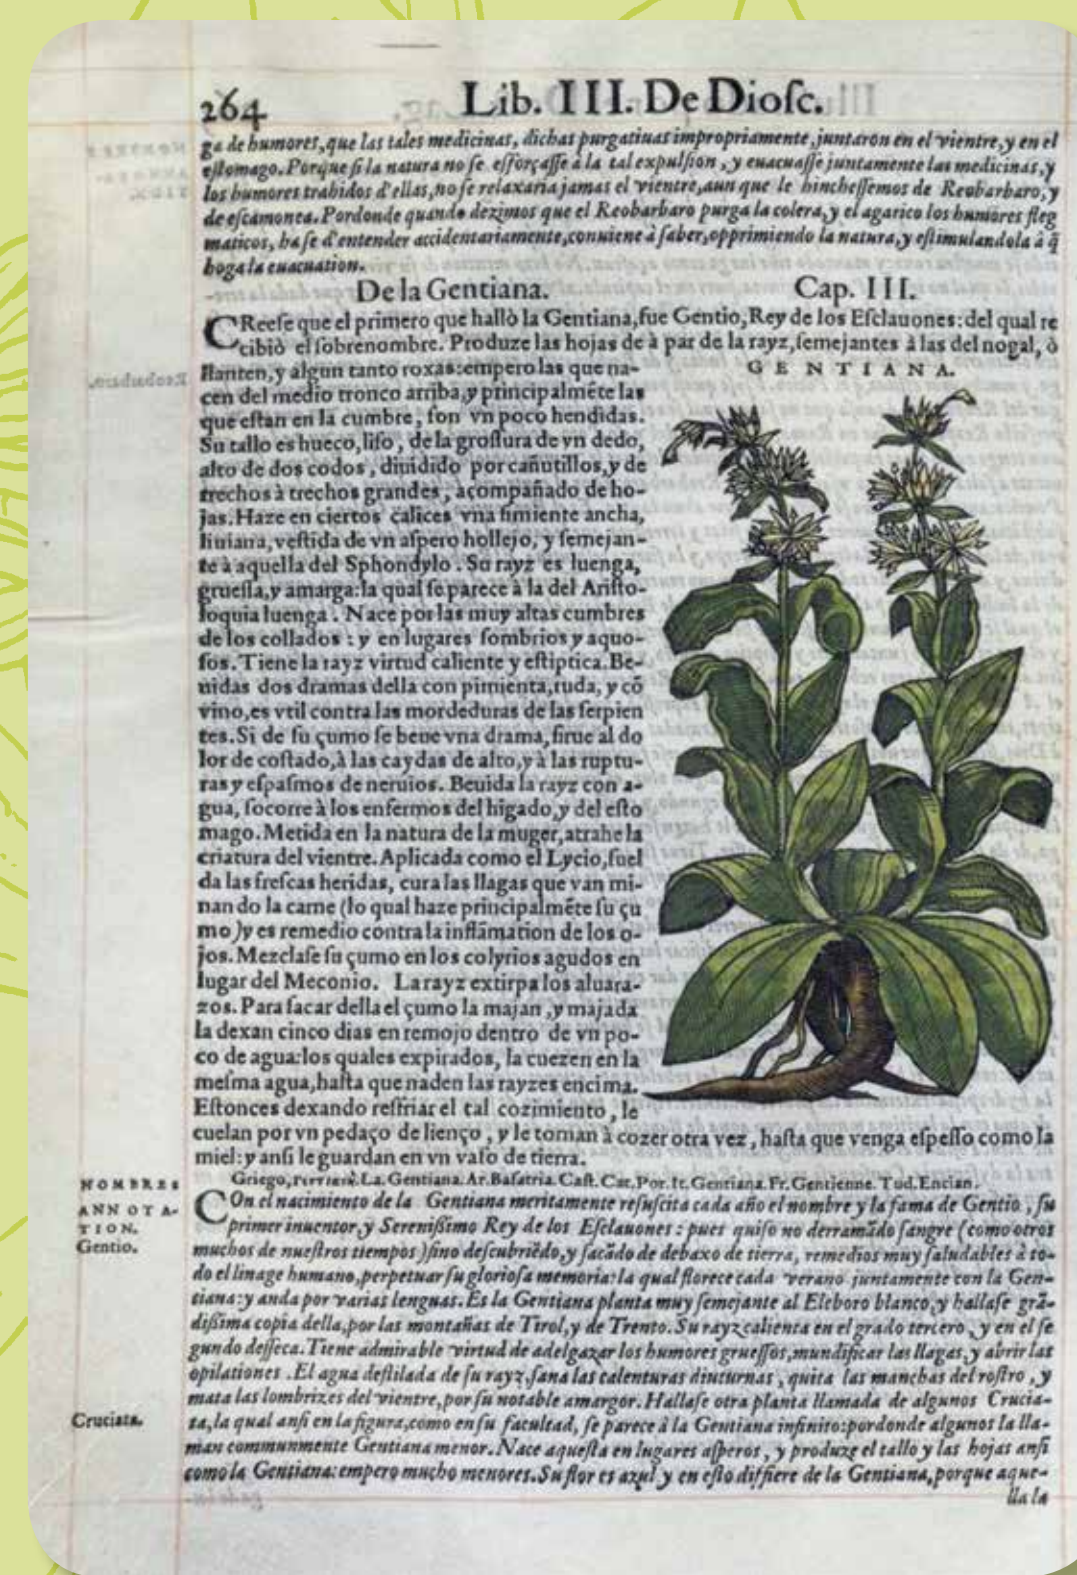 264 Lib. III. De Diosc.
ga de humores, que las tales medicinas, dichas purgatiuas impropriamente, juntaron en el vientre, y en el
estomago. Porque si la natura no se efforçasse à la tal expulsion, y euacuasse juntamente las medicinas, y
los humores trahidos d'ellas, no se relaxaria jamas el vientre, aun que le hinchessemos de Reobarbaro, y
de escamonea. Pordonde quando dezimos que el Reobarbaro purga la colera, y el agarico los humores fleg
maticos, ha se d'entender accidentariamente, conuiene à saber, opprimiendo la natura, y estimulandola à q̃
haga la euacuation.
De la Gentiana. Cap. III.
CReese que el primero que hallò la Gentiana, fue Gentio, Rey de los Esclauones: del qual re
cibiò el sobrenombre. Produze las hojas de à par de la rayz, semejantes à las del nogal, ò
llanten, y algun tanto roxas: empero las que na-
cen del medio tronco arriba, y principalmẽte las
que estan en la cumbre, son vn poco hendidas.
Su tallo es hueco, liso, de la grossura de vn dedo,
alto de dos codos, diuidido por cañutillos, y de
trechos à trechos grandes, acompañado de ho-
jas. Haze en ciertos calices vna simiente ancha,
liuiana, vestida de vn aspero hollejo, y semejan-
te à aquella del Sphondylo. Su rayz es luenga,
gruessa, y amarga: la qual se parece à la del Aristo-
loquia luenga. Nace por las muy altas cumbres
de los collados: y en lugares sombrios y aquo-
sos. Tiene la rayz virtud caliente y estiptica. Be-
uidas dos dramas della con pimienta, ruda, y cõ
vino, es vtil contra las mordeduras de las serpien
tes. Si de su çumo se beue vna drama, sirue al do
lor de costado, à las caydas de alto, y à las ruptu-
ras y espasmos de neruios. Beuida la rayz con a-
gua, socorre à los enfermos del higado, y del esto
mago. Metida en la natura de la muger, atrahe la
criatura del vientre. Aplicada como el Lycio, suel
da las frescas heridas, cura las llagas que van mi-
nando la carne (lo qual haze principalmẽte su çu
mo) y es remedio contra la inflãmation de los o-
jos. Mezclase su çumo en los colyrios agudos en
lugar del Meconio. La rayz extirpa los aluara-
zos. Para sacar della el çumo la majan, y majada
la dexan cinco dias en remojo dentro de vn po-
co de agua: los quales expirados, la cuezen en la
mesma agua, hasta que naden las rayzes encima.
Estonces dexando resfriar el tal cozimiento, le
cuelan por vn pedaço de lienço, y le tornan à cozer otra vez, hasta que venga espesso como la
miel: y ansi le guardan en vn vaso de tierra.
GENTIANA.
NOMBRES
Griego, La. Gentiana. Ar. Basatria. Cast. Cat. Por. It. Gentiana. Fr. Gentienne. Tud. Encian.
ANNOTA-
TION.
Gentio.
COn el nacimiento de la Gentiana meritamente resuscita cada año el nombre y la fama de Gentio, su
primer inuentor, y Serenißimo Rey de los Esclauones: pues quiso no derramãdo sangre (como otros
muchos de nuestros tiempos) sino descubriẽdo, y sacãdo de debaxo de tierra, remedios muy saludables à to-
do el linage humano, perpetuar su gloriosa memoria: la qual florece cada verano juntamente con la Gen-
tiana: y anda por varias lenguas. Es la Gentiana planta muy semejante al Eleboro blanco, y hallase grã-
dißima copia della, por las montañas de Tirol, y de Trento. Su rayz calienta en el grado tercero, y en el se
gundo desseca. Tiene admirable virtud de adelgazar los humores gruessos, mundificar las llagas, y abrir las
opilationes. El agua destilada de su rayz, sana las calenturas diuturnas, quita las manchas del rostro, y
mata las lombrizes del vientre, por su notable amargor. Hallase otra planta llamada de algunos Crucia-
Cruciata.
ta, la qual ansi en la figura, como en su facultad, se parece à la Gentiana infinito: pordonde algunos la lla-
man communmente Gentiana menor. Nace aquesta en lugares asperos, y produze el tallo y las hojas ansi
como la Gentiana: empero mucho menores. Su flor es azul y en esto differe de la Gentiana, porque aque-
lla la